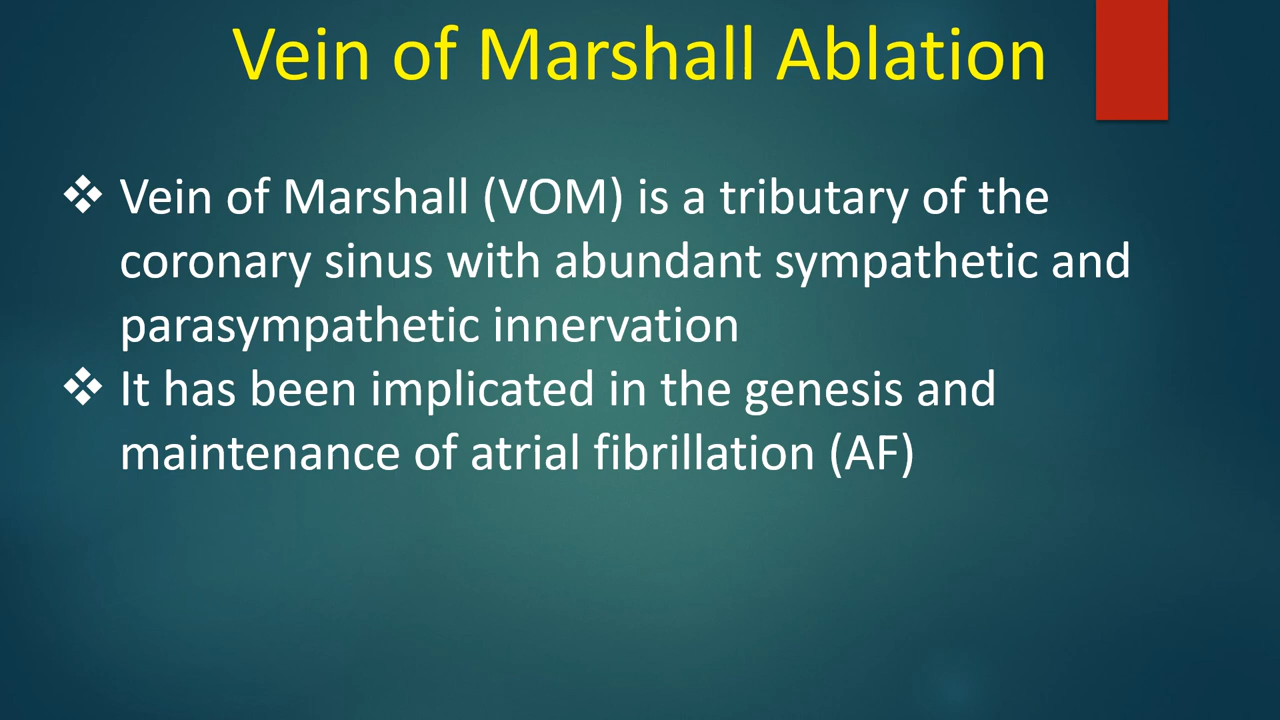 Vein of Marshall Ablation
❖ Vein of Marshall (VOM) is a tributary of the
coronary sinus with abundant sympathetic and
parasympathetic innervation
❖ It has been implicated in the genesis and
maintenance of atrial fibrillation (AF)